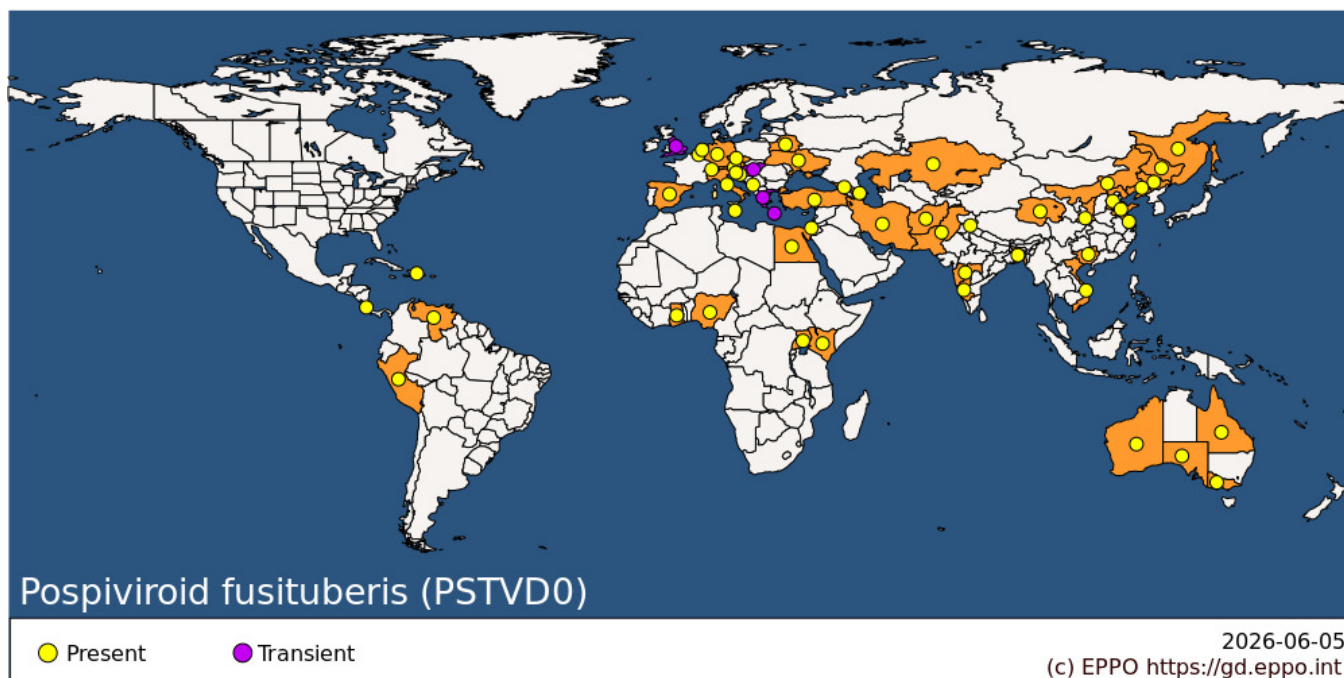 Pospiviroid fusituberis (PSTVD0)
Present
Transient
2026-06-05
(c) EPPO https://gd.eppo.int